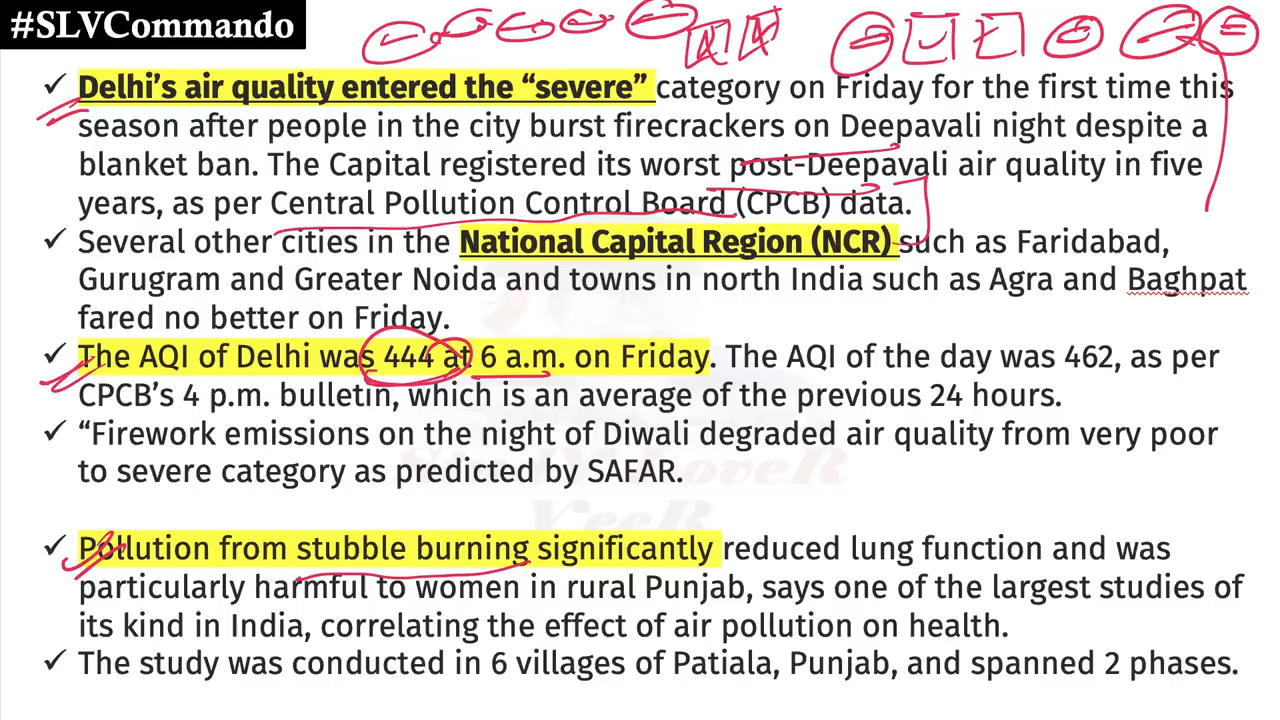 #SLVCommando
✓ Delhi's air quality entered the “severe” category on Friday for the first time this
season after people in the city burst firecrackers on Deepavali night despite a
blanket ban. The Capital registered its worst post-Deepavali air quality in five
years, as per Central Pollution Control Board (CPCB) data.
✓ Several other cities in the National Capital Region (NCR) such as Faridabad,
Gurugram and Greater Noida and towns in north India such as Agra and Baghpat
fared no better on Friday.
✓ The AQI of Delhi was 444 at 6 a.m. on Friday. The AQI of the day was 462, as per
CPCB's 4 p.m. bulletin, which is an average of the previous 24 hours.
✓ “Firework emissions on the night of Diwali degraded air quality from very poor
to severe category as predicted by SAFAR.
✓ Pollution from stubble burning significantly reduced lung function and was
particularly harmful to women in rural Punjab, says one of the largest studies of
its kind in India, correlating the effect of air pollution on health.
✓ The study was conducted in 6 villages of Patiala, Punjab, and spanned 2 phases.